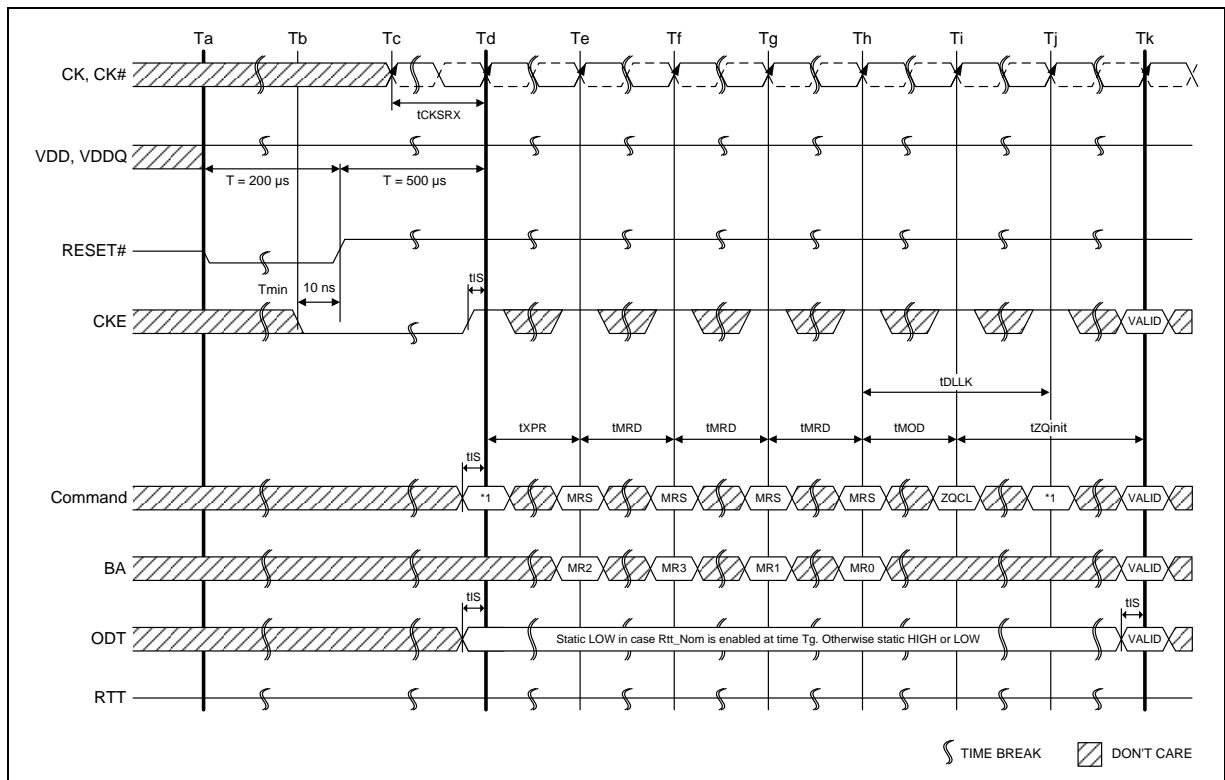 Ta Tb Tc Td Te Tf Tg Th Ti Tj Tk
CK, CK#
tCKSRX
VDD, VDDQ
T = 200 µs T = 500 µs
RESET#
tIS
Tmin 10 ns
CKE VALID
tDLLK
tXPR tMRD tMRD tMRD tMOD tZQinit
tIS
Command *1 MRS MRS MRS MRS ZQCL *1 VALID
BA MR2 MR3 MR1 MR0 VALID
tIS tIS
ODT Static LOW in case Rtt_Nom is enabled at time Tg. Otherwise static HIGH or LOW VALID
RTT
TIME BREAK DON'T CARE